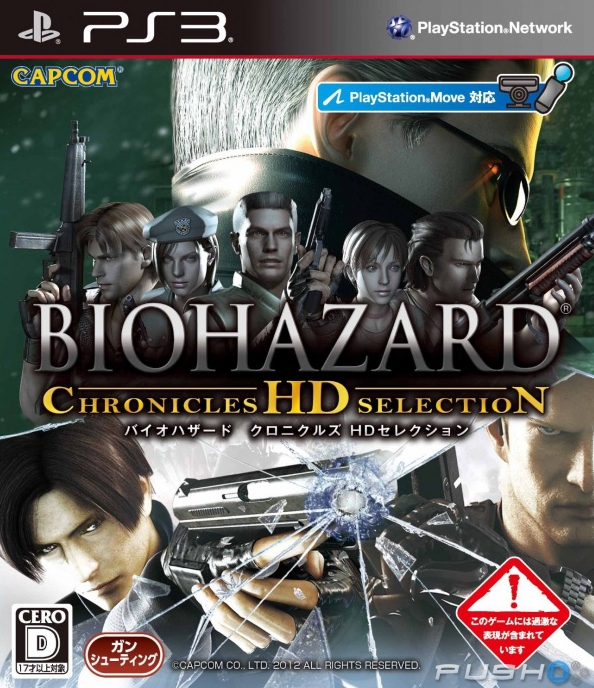 PS3
PlayStation®Network
CAPCOM®
PlayStation®Move 対応
BIOHAZARD®
CHRONICLES HD SELECTION
バイオハザード クロニクルズ HDセレクション
CERO
D
17才以上対象
ガン
シューティング
このゲームには過激な
表現が含まれて
います
©CAPCOM CO., LTD. 2012 ALL RIGHTS RESERVED.
PUSH